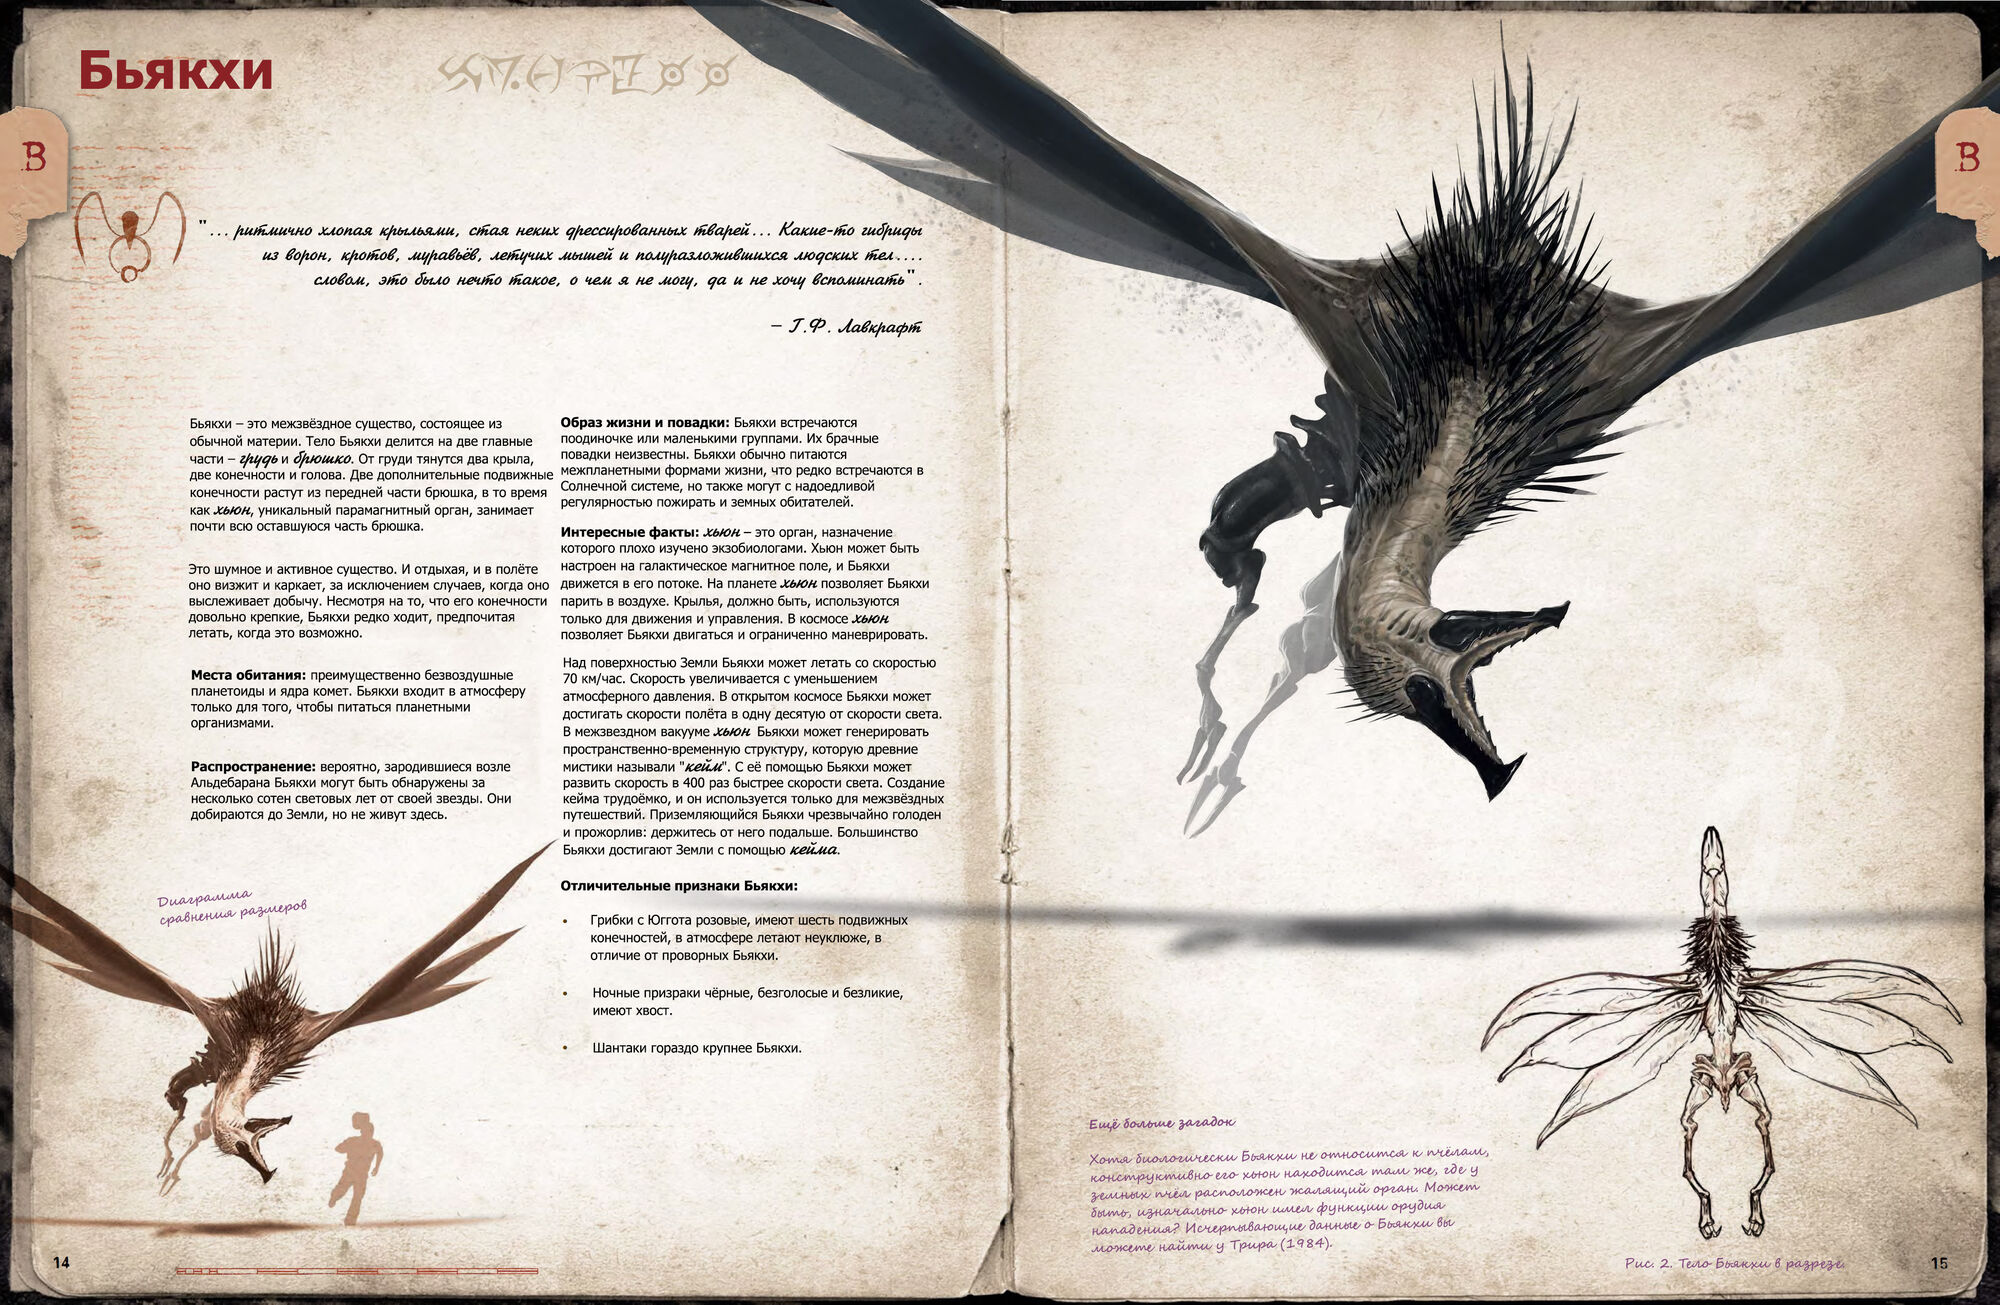 Бьякхи
B
B
"... ритмично хлопая крыльями, стая неких дрессированных тварей... Какие-то гибриды
из ворон, кротов, муравьёв, летучих мышей и полуразложившихся людских тел....
словом, это было нечто такое, о чем я не могу, да и не хочу вспоминать".
– Г.Ф. Лавкрафт
Бьякхи – это межзвёздное существо, состоящее из
обычной материи. Тело Бьякхи делится на две главные
части – грудь и брюшко. От груди тянутся два крыла,
две конечности и голова. Две дополнительные подвижные
конечности растут из передней части брюшка, в то время
как хьюн, уникальный парамагнитный орган, занимает
почти всю оставшуюся часть брюшка.
Это шумное и активное существо. И отдыхая, и в полёте
оно визжит и каркает, за исключением случаев, когда оно
выслеживает добычу. Несмотря на то, что его конечности
довольно крепкие, Бьякхи редко ходит, предпочитая
летать, когда это возможно.
Места обитания: преимущественно безвоздушные
планетоиды и ядра комет. Бьякхи входит в атмосферу
только для того, чтобы питаться планетными
организмами.
Распространение: вероятно, зародившиеся возле
Альдебарана Бьякхи могут быть обнаружены за
несколько сотен световых лет от своей звезды. Они
добираются до Земли, но не живут здесь.
Диаграмма
сравнения размеров
14
Образ жизни и повадки: Бьякхи встречаются
поодиночке или маленькими группами. Их брачные
повадки неизвестны. Бьякхи обычно питаются
межпланетными формами жизни, что редко встречаются в
Солнечной системе, но также могут с надоедливой
регулярностью пожирать и земных обитателей.
Интересные факты: хьюн – это орган, назначение
которого плохо изучено экзобиологами. Хьюн может быть
настроен на галактическое магнитное поле, и Бьякхи
движется в его потоке. На планете хьюн позволяет Бьякхи
парить в воздухе. Крылья, должно быть, используются
только для движения и управления. В космосе хьюн
позволяет Бьякхи двигаться и ограниченно маневрировать.
Над поверхностью Земли Бьякхи может летать со скоростью
70 км/час. Скорость увеличивается с уменьшением
атмосферного давления. В открытом космосе Бьякхи может
достигать скорости полёта в одну десятую от скорости света.
В межзвездном вакууме хьюн Бьякхи может генерировать
пространственно-временную структуру, которую древние
мистики называли "кейм". С её помощью Бьякхи может
развить скорость в 400 раз быстрее скорости света. Создание
кейма трудоёмко, и он используется только для межзвёздных
путешествий. Приземляющийся Бьякхи чрезвычайно голоден
и прожорлив: держитесь от него подальше. Большинство
Бьякхи достигают Земли с помощью кейма.
Отличительные признаки Бьякхи:
• Грибки с Юггота розовые, имеют шесть подвижных
конечностей, в атмосфере летают неуклюже, в
отличие от проворных Бьякхи.
• Ночные призраки чёрные, безголосые и безликие,
имеют хвост.
• Шантаки гораздо крупнее Бьякхи.
Ещё больше загадок
Хотя биологически Бьякхи не относится к пчёлам,
конструктивно его хьюн находится там же, где у
земных пчёл расположен жалящий орган. Может
быть, изначально хьюн имел функции орудия
нападения? Исчерпывающие данные о Бьякхи вы
можете найти у Трира (1984).
Рис. 2. Тело Бьякхи в разрезе.
15